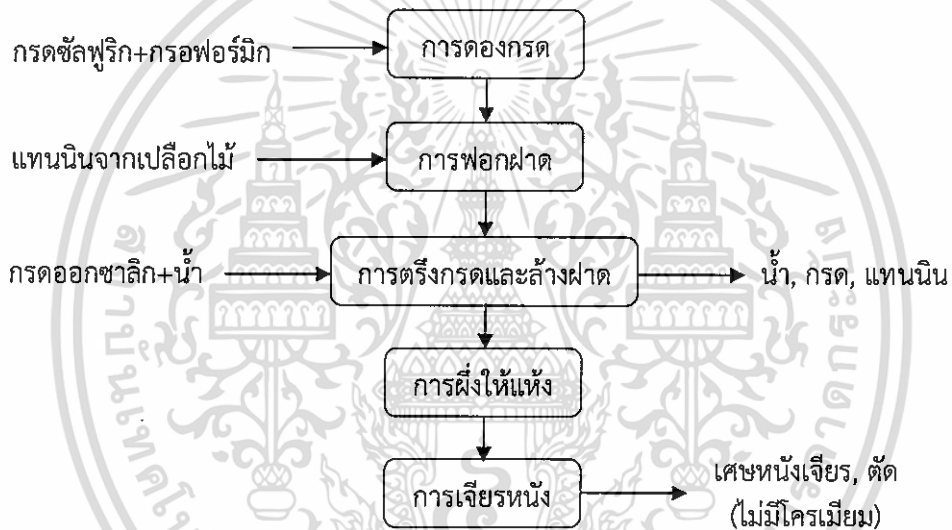 กรดซัลฟูริก+กรอฟอร์มิก
การดองกรด
แทนนินจากเปลือกไม้
การฟอกฝาด
กรดออกซาลิก+น้ำ
การตรึงกรดและล้างฝาด
น้ำ, กรด, แทนนิน
การผึ่งให้แห้ง
การเจียรหนัง
เศษหนังเจียร, ตัด
(ไม่มีโครเมียม)